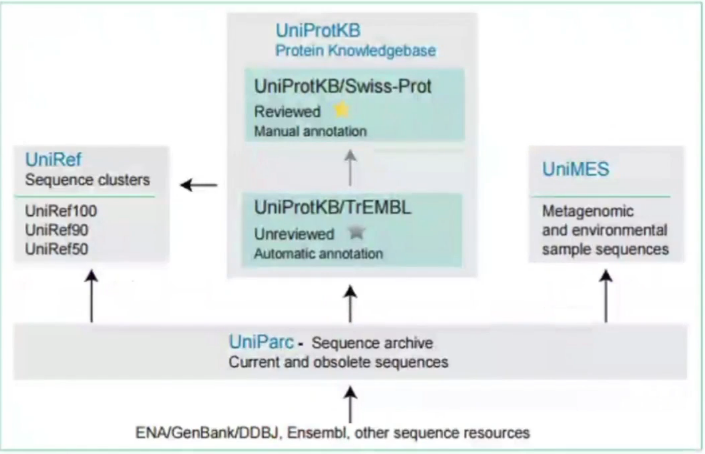 UniProtKB
Protein Knowledgebase
UniProtKB/Swiss-Prot
Reviewed
Manual annotation
UniRef
Sequence clusters
UniRef100
UniRef90
UniRef50
UniProtKB/TrEMBL
Unreviewed
Automatic annotation
UniMES
Metagenomic
and environmental
sample sequences
UniParc - Sequence archive
Current and obsolete sequences
ENA/GenBank/DDBJ, Ensembl, other sequence resources